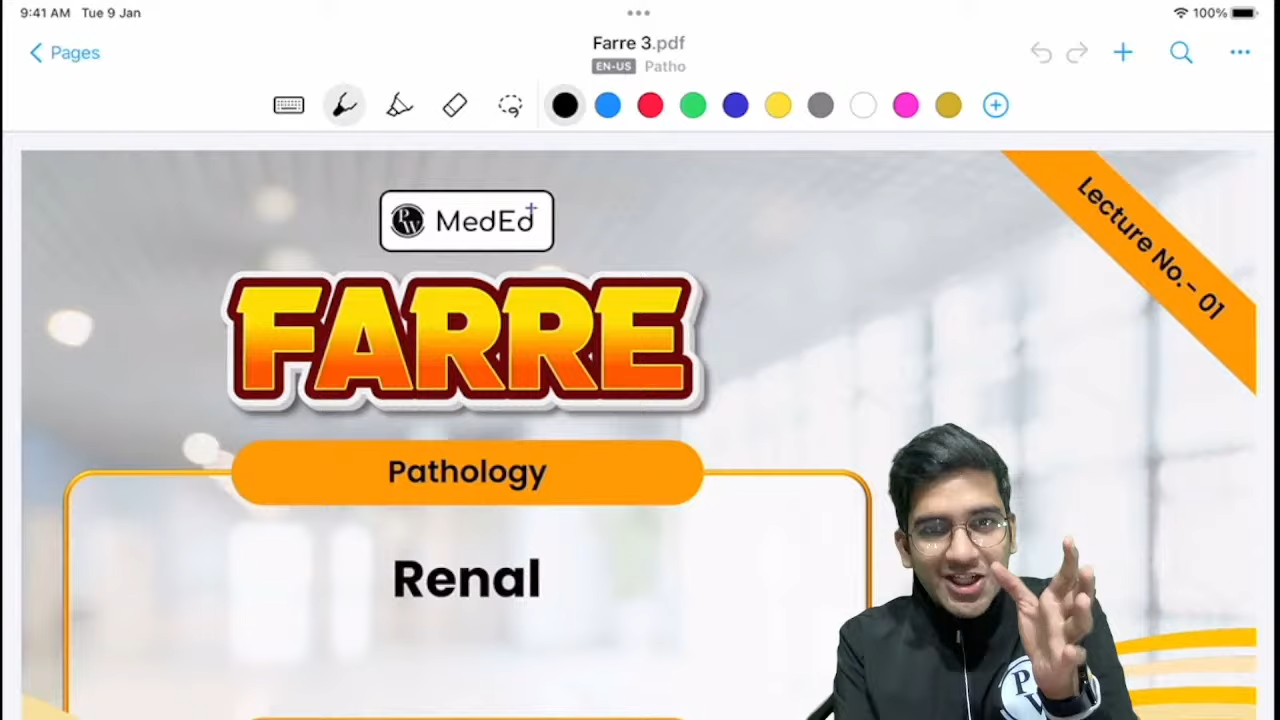 9:41 AM Tue 9 Jan
100%
Pages
Farre 3.pdf
EN-US Patho
PW MedEd
Lecture No.- 01
FARRE
Pathology
Renal
PW